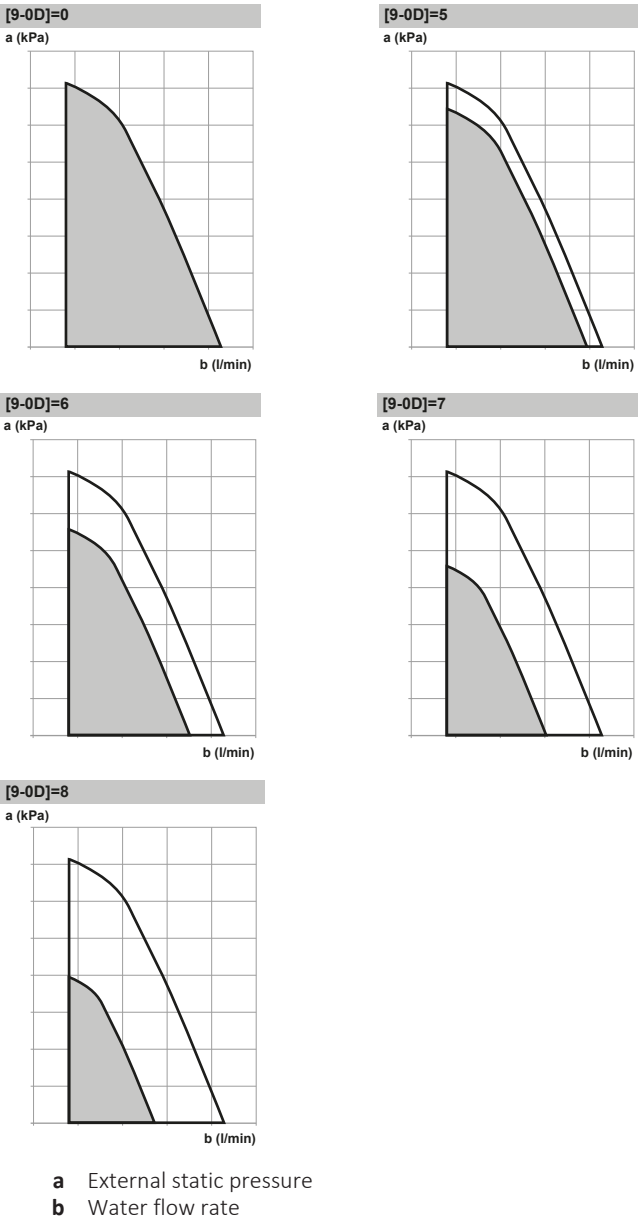 [9-0D]=0
a (kPa)
b (l/min)
[9-0D]=5
a (kPa)
b (l/min)
[9-0D]=6
a (kPa)
b (l/min)
[9-0D]=7
a (kPa)
b (l/min)
[9-0D]=8
a (kPa)
b (l/min)
a External static pressure
b Water flow rate